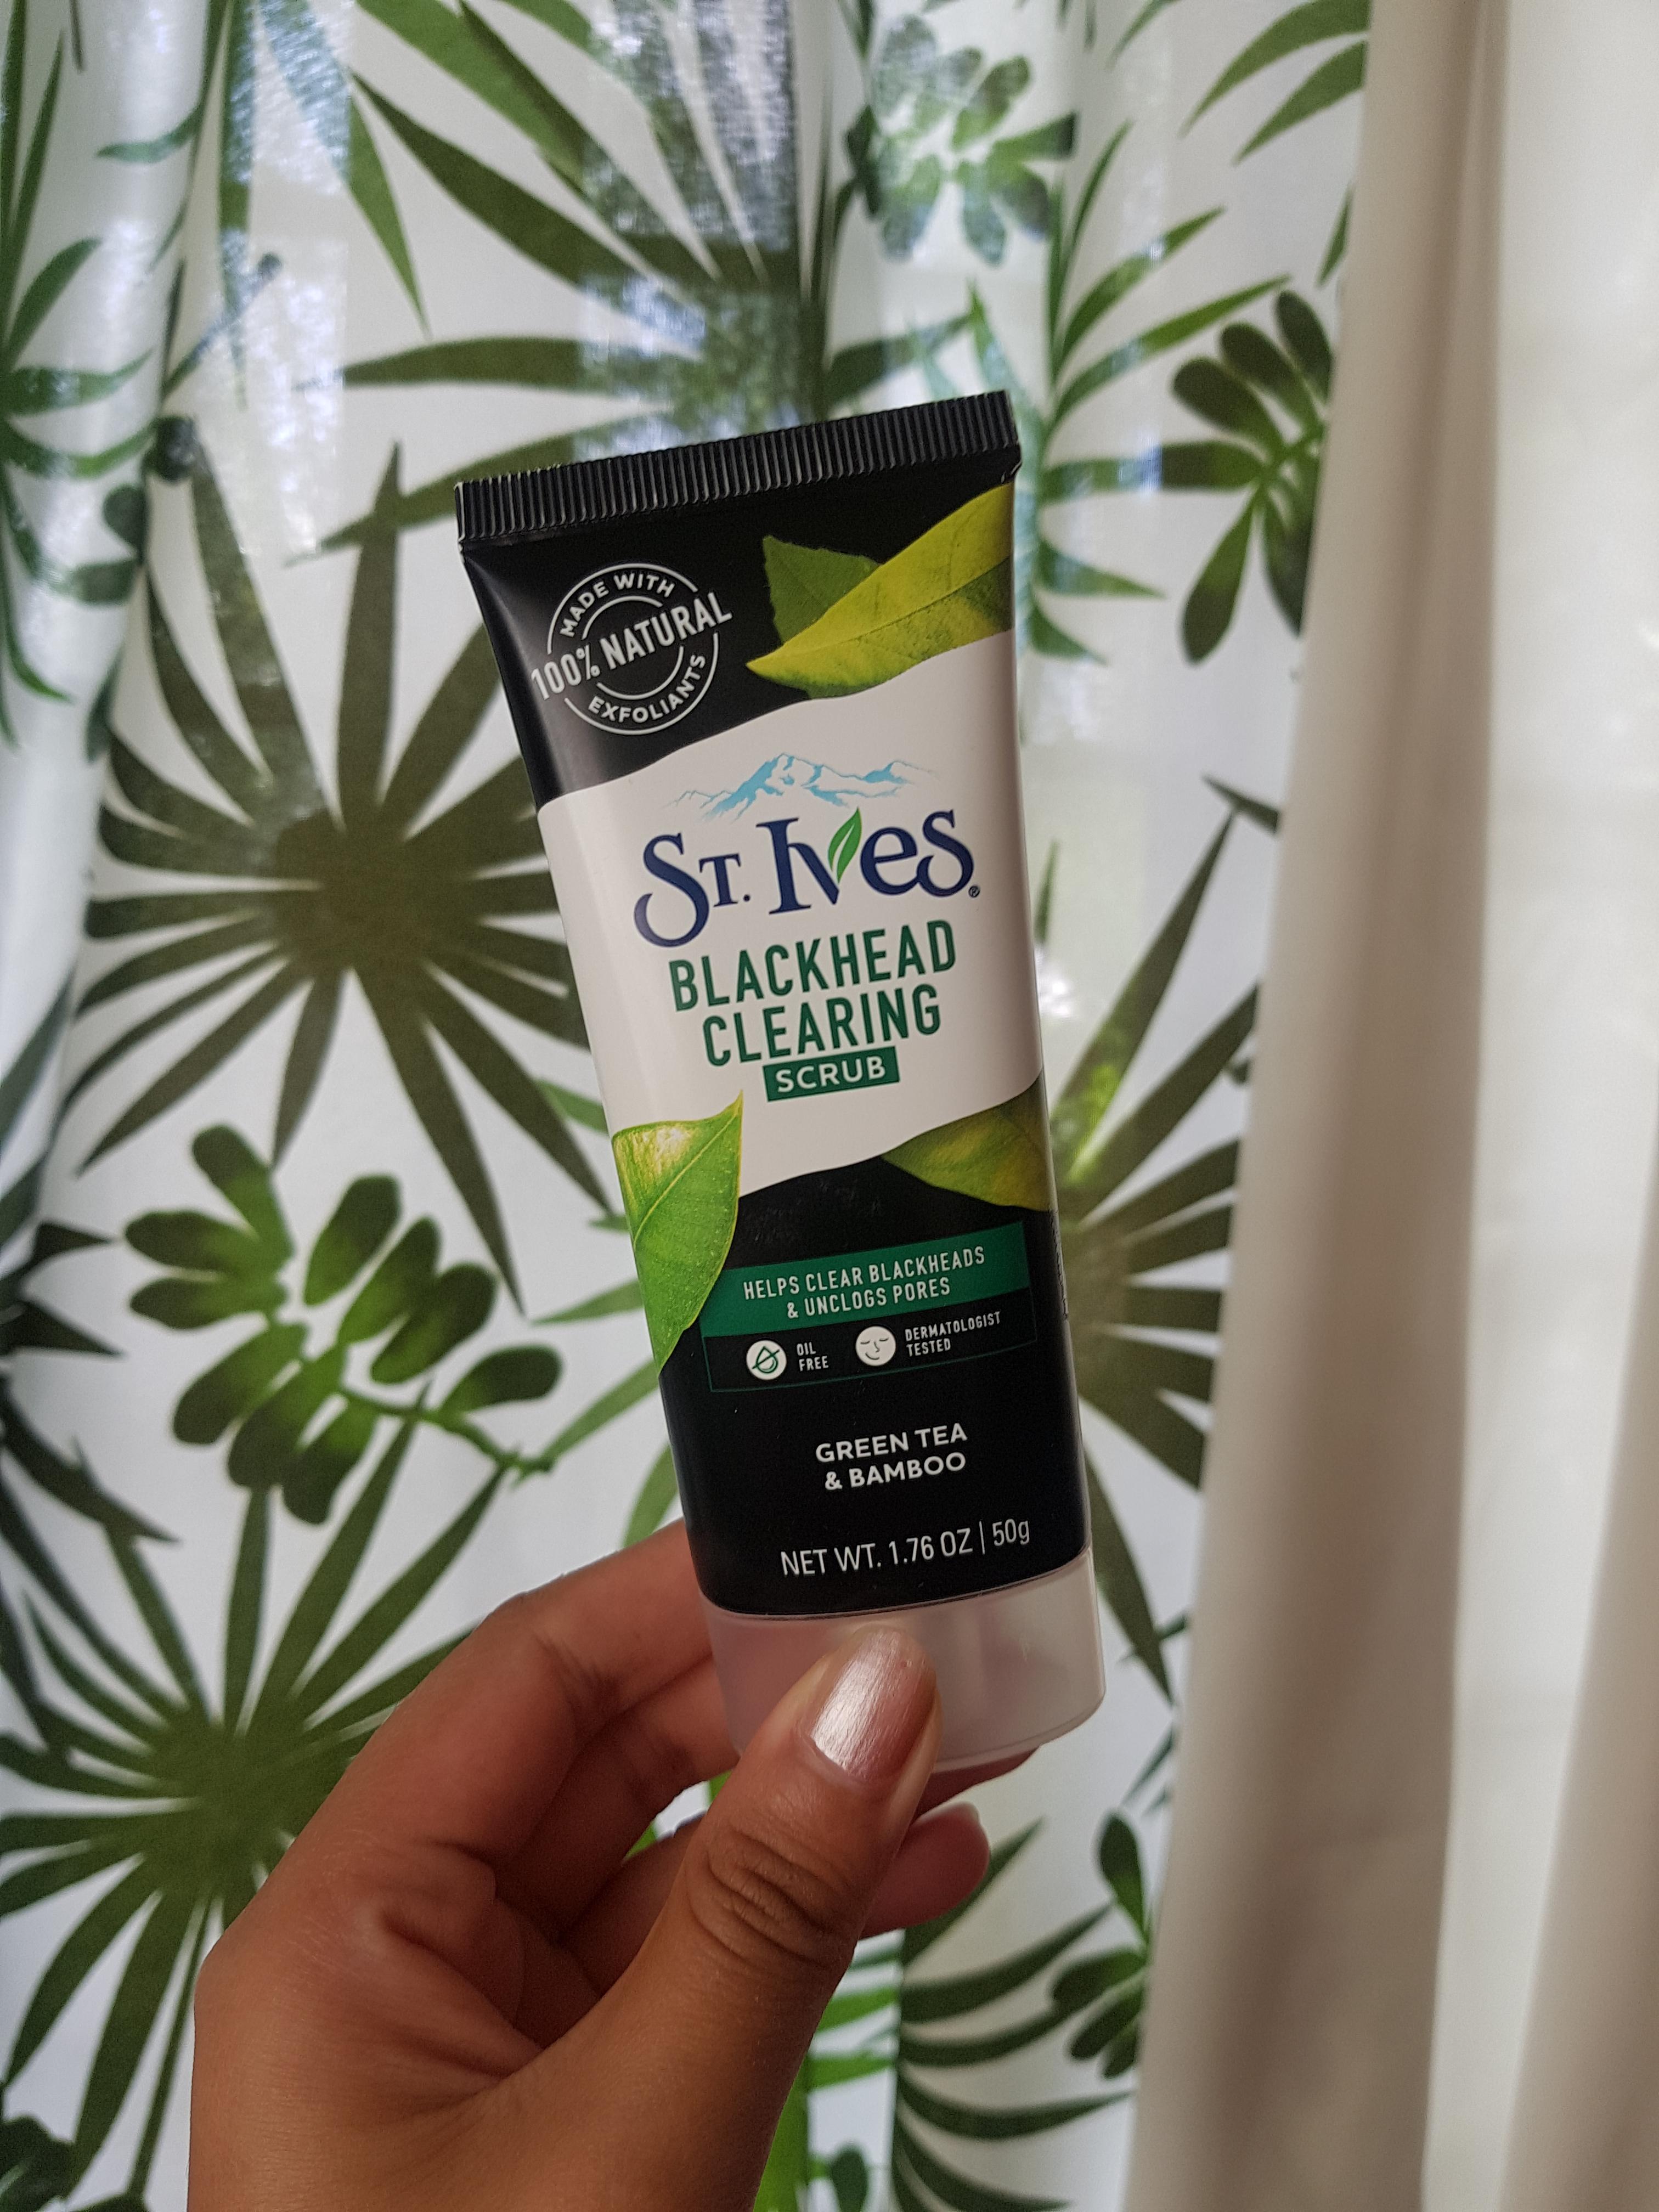 MADE WITH
100% NATURAL
EXFOLIANTS
ST. IVES®
BLACKHEAD
CLEARING
SCRUB
HELPS CLEAR BLACKHEADS
& UNCLOGS PORES
OIL
FREE
DERMATOLOGIST
TESTED
GREEN TEA
& BAMBOO
NET WT. 1.76 OZ | 50g